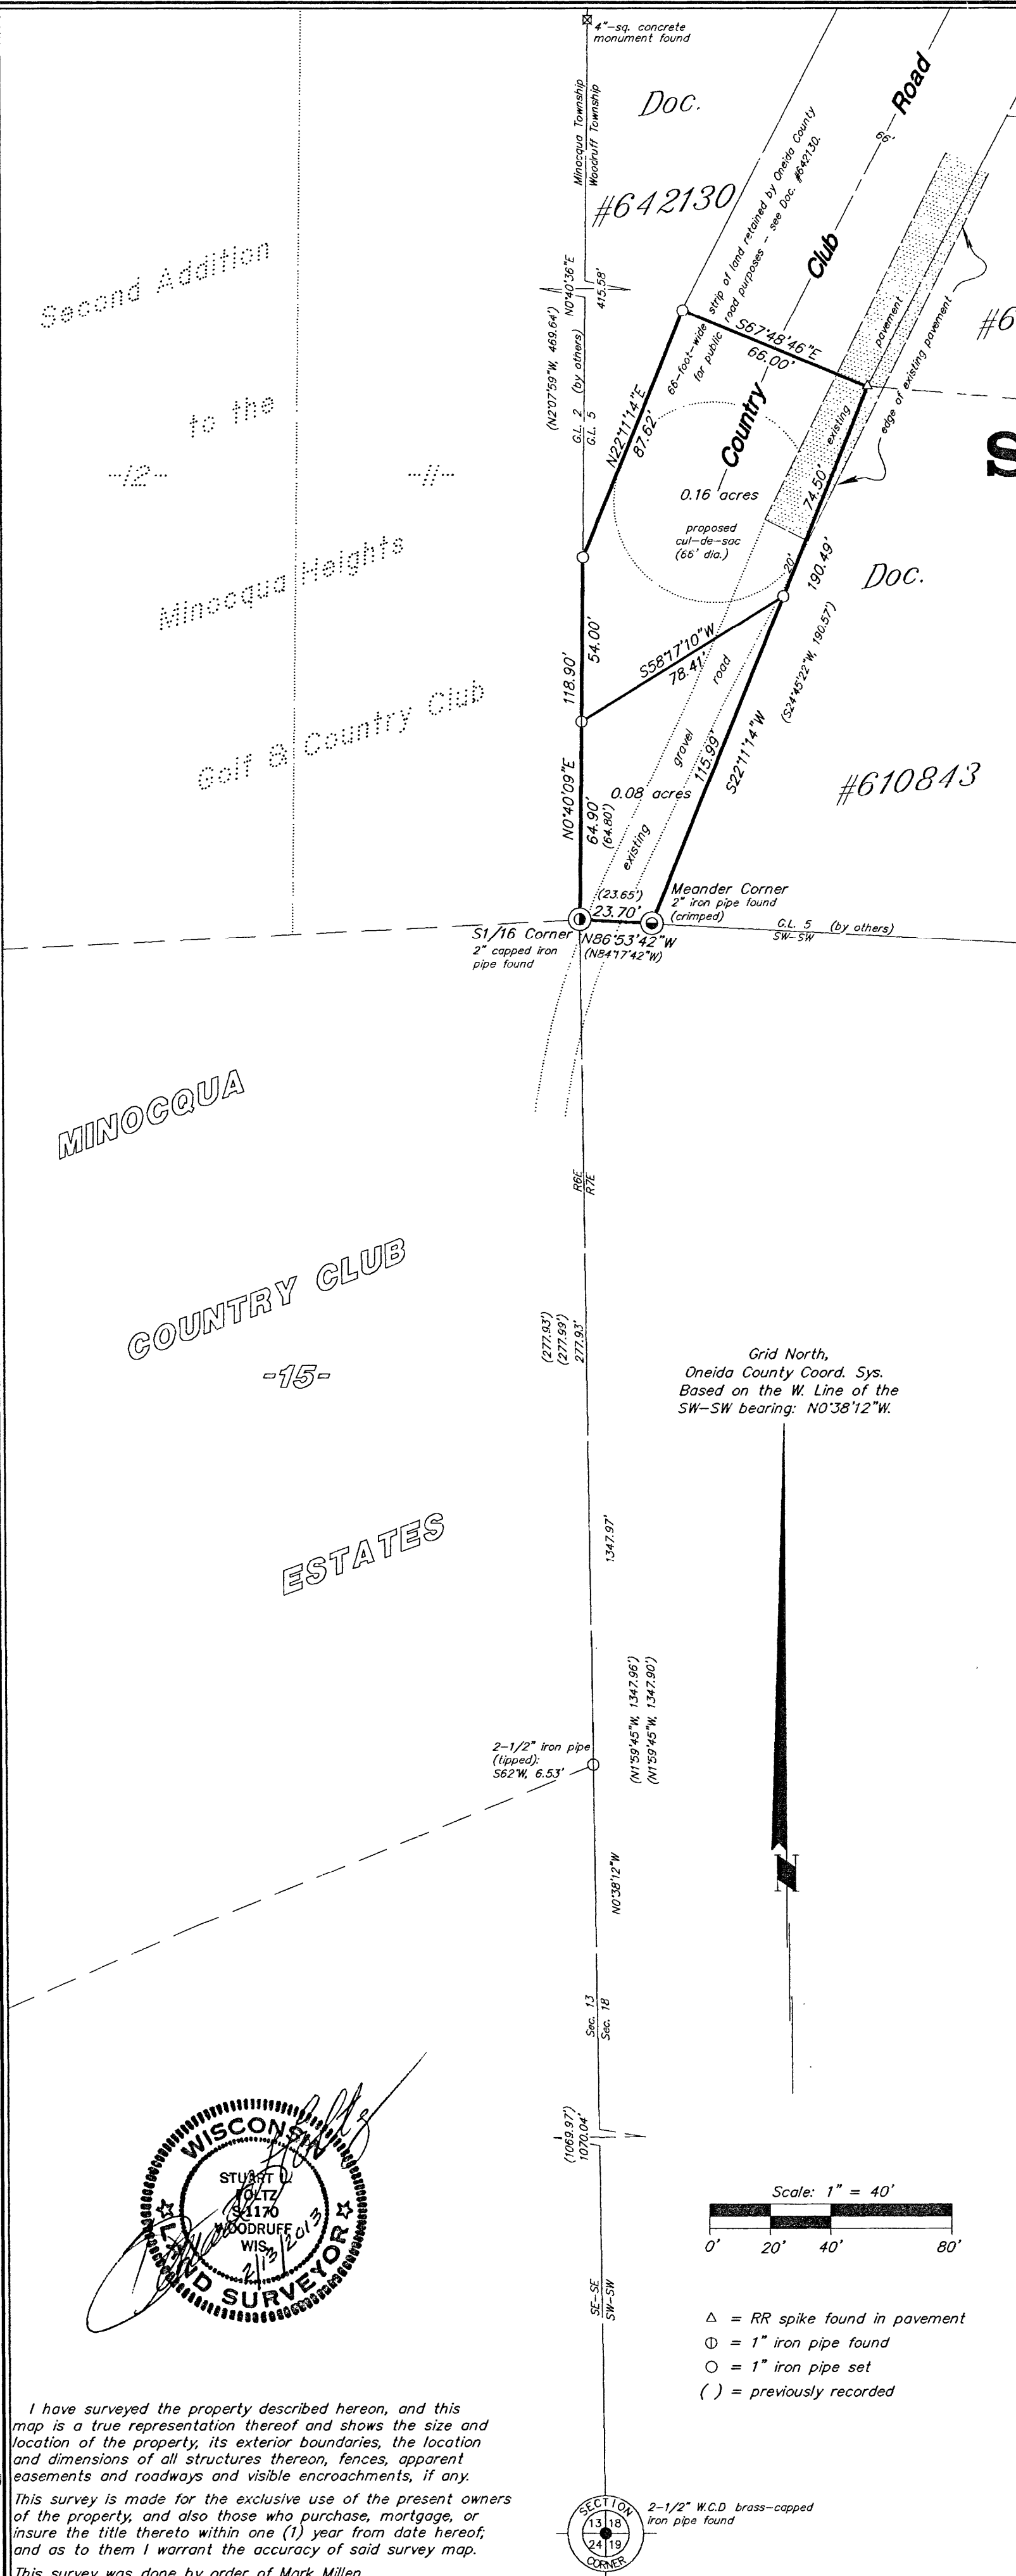 4"-sq. concrete
monument found
Doc.
#642130
Minocqua Township
Woodruff Township
Country Club Road
66'
66-foot-wide strip of land retained by Oneida County
for public road purposes - see Doc. #642130.
Second Addition
to the
-12-
-11-
Minocqua Heights
Golf & Country Club
(N2°07'59"W, 469.64')
N0°40'36"E
415.58'
G.L. 2 (by others)
G.L. 5
S67°48'46"E
66.00'
N22°11'14"E
87.62'
existing pavement
edge of existing pavement
#6
S
0.16 acres
proposed
cul-de-sac
(66' dia.)
74.50'
20'
190.49'
(S24°45'22"W, 190.57')
Doc.
#610843
54.00'
118.90'
S58°17'10"W
78.41'
existing gravel road
115.99'
S22°11'14"W
N0°40'09"E
64.90'
(64.80')
0.08 acres
(23.65')
23.70'
N86°53'42"W
(N84°17'42"W)
Meander Corner
2" iron pipe found
(crimped)
S1/16 Corner
2" capped iron
pipe found
G.L. 5 (by others)
SW-SW
MINOCQUA
COUNTRY CLUB
-15-
ESTATES
R6E
R7E
(277.93')
(277.99')
277.93'
Grid North,
Oneida County Coord. Sys.
Based on the W. Line of the
SW-SW bearing: N0°38'12"W.
1347.97'
(N1°59'45"W, 1347.96')
(N1°59'45"W, 1347.90')
2-1/2" iron pipe
(tipped):
S62°W, 6.53'
N0°38'12"W
N
Sec. 13
Sec. 18
(1069.97')
1070.04'
SE-SE
SW-SW
WISCONSIN
STUART L.
FOLTZ
S-1170
WOODRUFF
WIS.
LAND SURVEYOR
2/13/2013
Scale: 1" = 40'
0' 20' 40' 80'
△ = RR spike found in pavement
⦶ = 1" iron pipe found
○ = 1" iron pipe set
( ) = previously recorded
I have surveyed the property described hereon, and this
map is a true representation thereof and shows the size and
location of the property, its exterior boundaries, the location
and dimensions of all structures thereon, fences, apparent
easements and roadways and visible encroachments, if any.
This survey is made for the exclusive use of the present owners
of the property, and also those who purchase, mortgage, or
insure the title thereto within one (1) year from date hereof;
and as to them I warrant the accuracy of said survey map.
This survey was done by order of Mark Millen
SECTION
13 18
24 19
CORNER
2-1/2" W.C.D brass-capped
iron pipe found